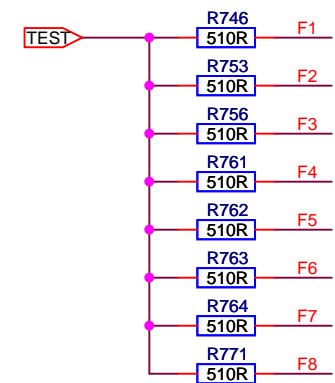 R746
TEST 510R F1
R753
510R F2
R756
510R F3
R761
510R F4
R762
510R F5
R763
510R F6
R764
510R F7
R771
510R F8